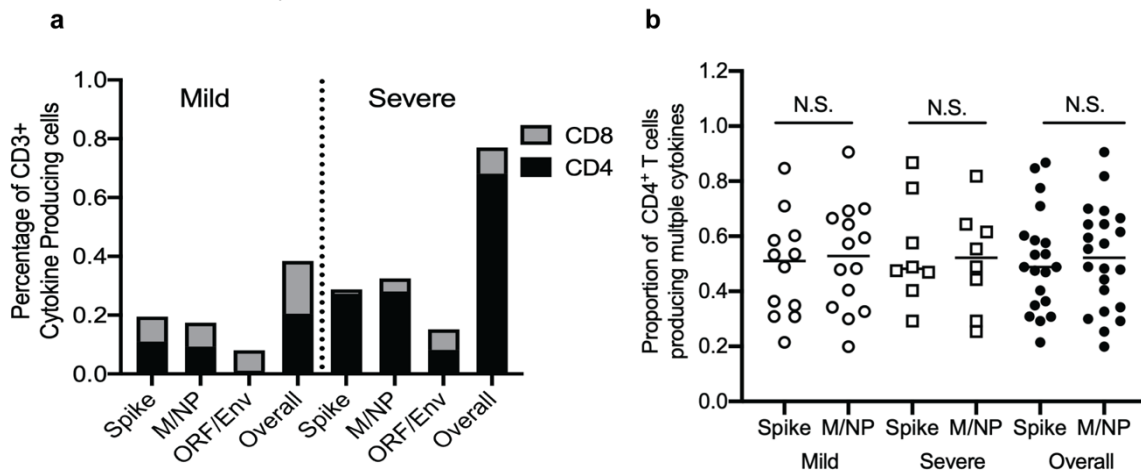 a
Percentage of CD3+
Cytokine Producing cells
1.0
0.8
0.6
0.4
0.2
0.0
Mild
Severe
CD8
CD4
Spike
M/NP
ORF/Env
Overall
Spike
M/NP
ORF/Env
Overall
b
Proportion of CD4+ T cells
producing multple cytokines
1.2
1.0
0.8
0.6
0.4
0.2
0.0
N.S.
N.S.
N.S.
Spike M/NP Spike M/NP Spike M/NP
Mild Severe Overall